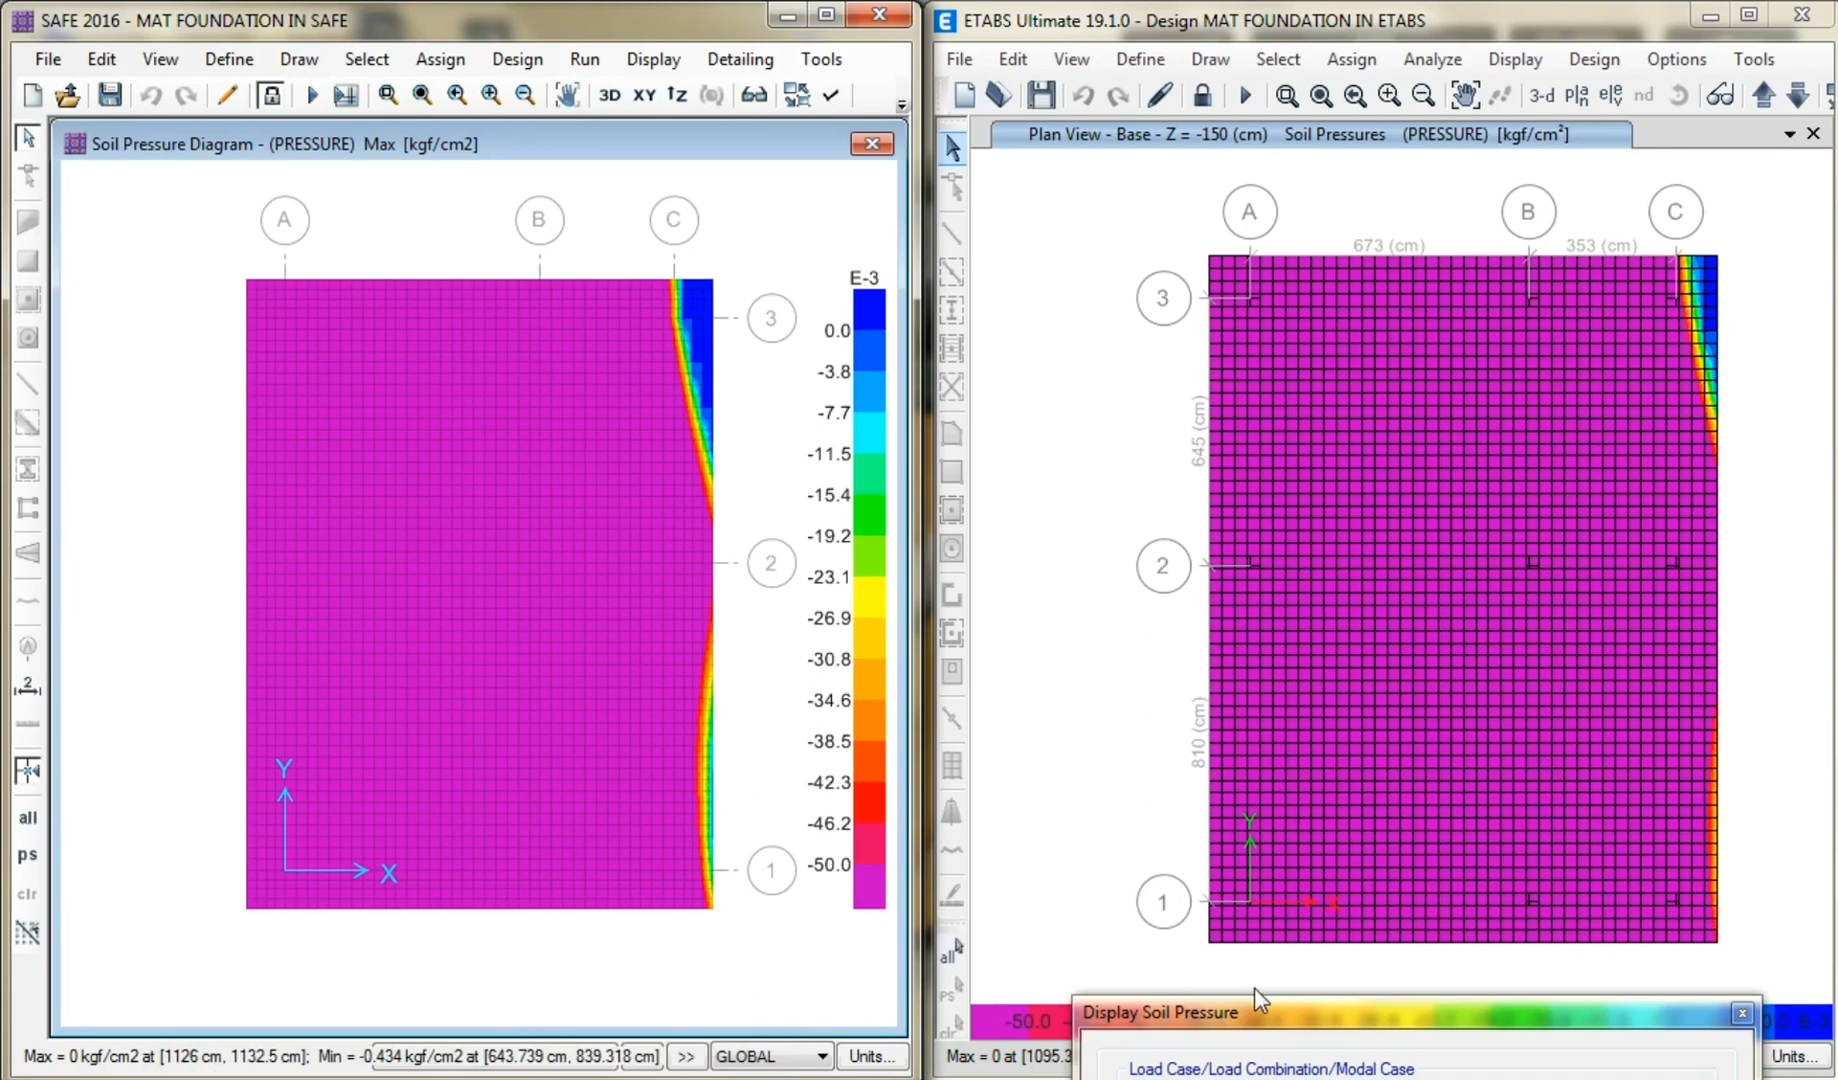 SAFE 2016 - MAT FOUNDATION IN SAFE
File Edit View Define Draw Select Assign Design Run Display Detailing Tools
3D XY
Soil Pressure Diagram - (PRESSURE) Max [kgf/cm2]
A B C
E-3
3
0.0
-3.8
-7.7
-11.5
-15.4
-19.2
2
-23.1
-26.9
-30.8
-34.6
-38.5
-42.3
-46.2
-50.0
1
Y
X
2
all
ps
clr
Max = 0 kgf/cm2 at [1126 cm, 1132.5 cm]; Min = -0.434 kgf/cm2 at [643.739 cm, 839.318 cm] >> GLOBAL Units...
ETABS Ultimate 19.1.0 - Design MAT FOUNDATION IN ETABS
File Edit View Define Draw Select Assign Analyze Display Design Options Tools
3-d nd
Plan View - Base - Z = -150 (cm) Soil Pressures (PRESSURE) [kgf/cm²]
A B C
673 (cm) 353 (cm)
3
645 (cm)
2
810 (cm)
Y
1
X
all
ps
clr
-50.0
Display Soil Pressure
E-3
Max = 0 at [1095.3
Load Case/Load Combination/Modal Case
Units...